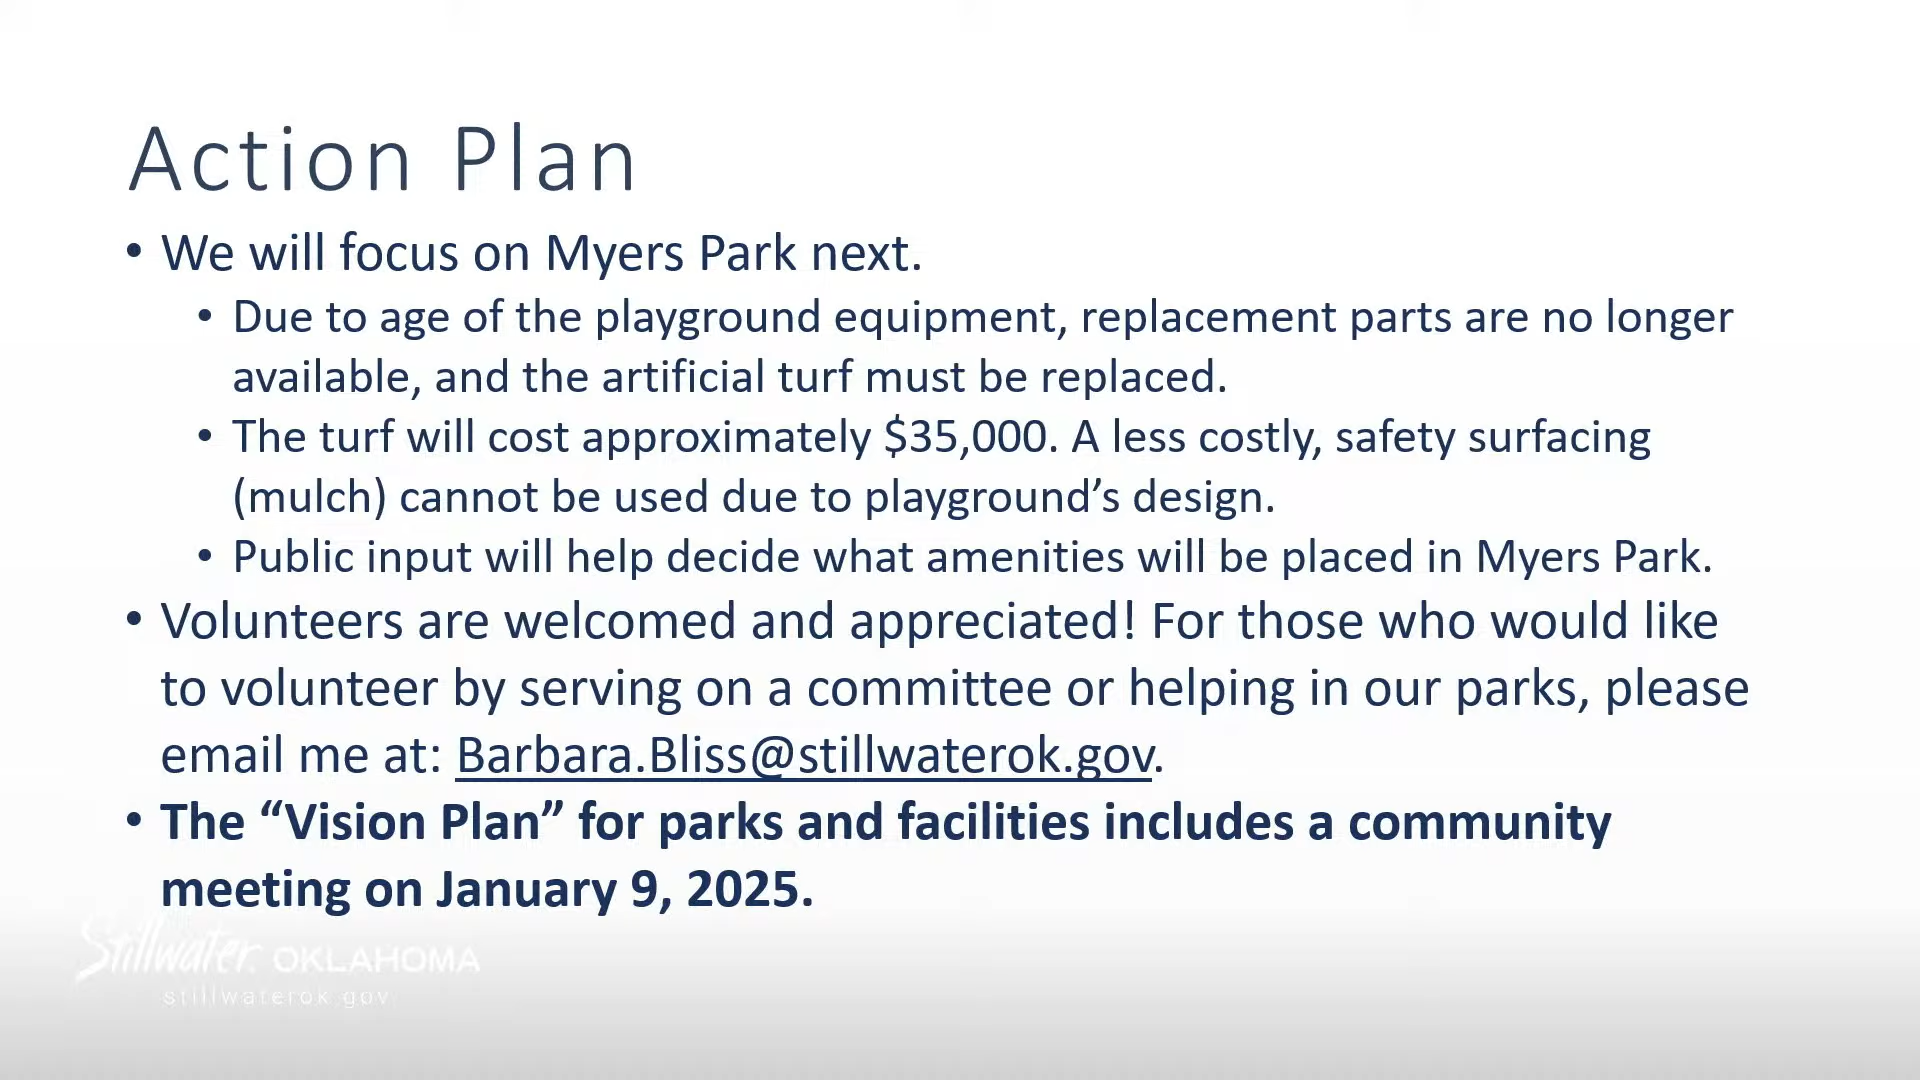 Action Plan
• We will focus on Myers Park next.
• Due to age of the playground equipment, replacement parts are no longer
available, and the artificial turf must be replaced.
• The turf will cost approximately $35,000. A less costly, safety surfacing
(mulch) cannot be used due to playground’s design.
• Public input will help decide what amenities will be placed in Myers Park.
• Volunteers are welcomed and appreciated! For those who would like
to volunteer by serving on a committee or helping in our parks, please
email me at: Barbara.Bliss@stillwaterok.gov.
• The “Vision Plan” for parks and facilities includes a community
meeting on January 9, 2025.
Stillwater OKLAHOMA
stillwaterok.gov